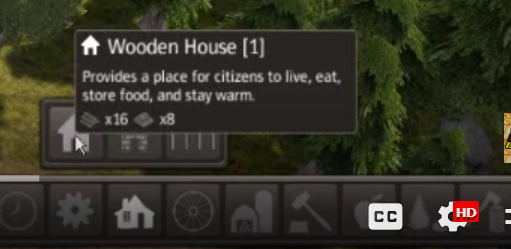 Wooden House [1]
Provides a place for citizens to live, eat,
store food, and stay warm.
x16 x8
CC
HD